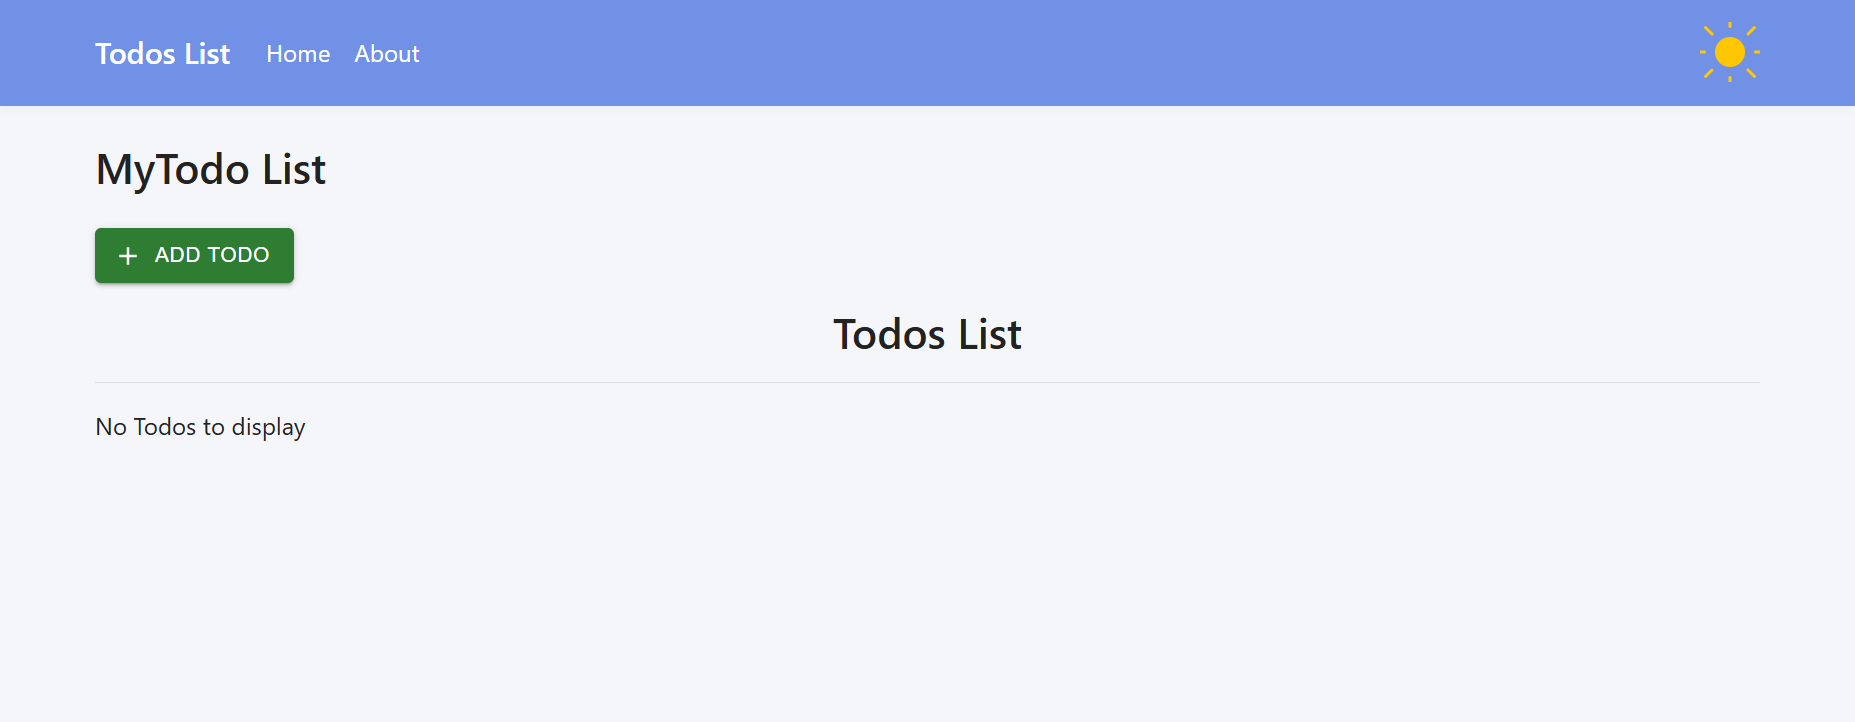 Todos List Home About
MyTodo List
ADD TODO
Todos List
No Todos to display